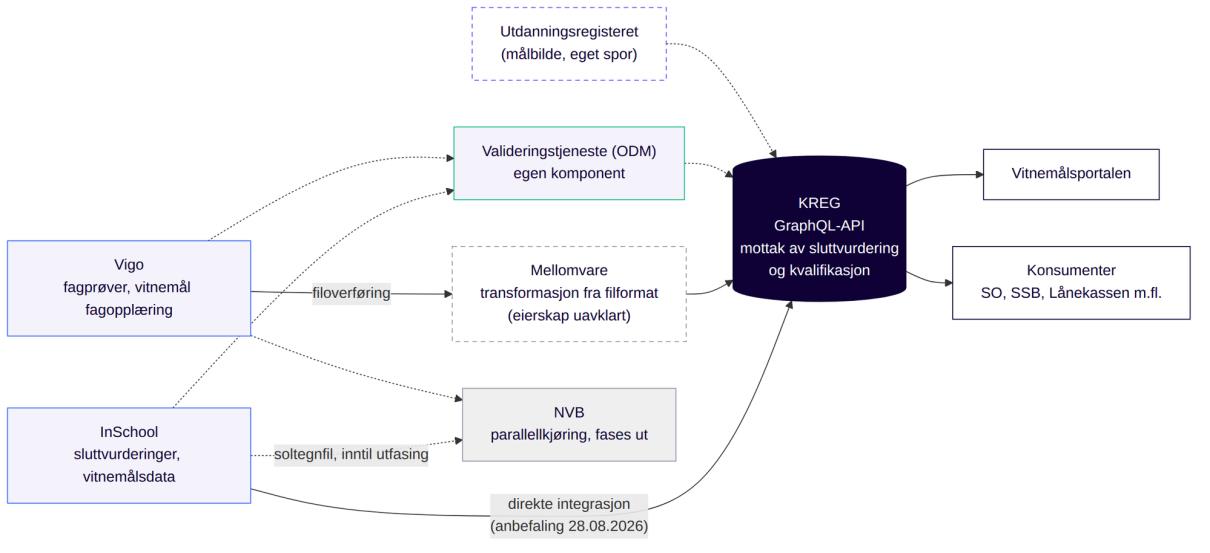 Utdanningsregisteret
(målbilde, eget spor)
Valideringstjeneste (ODM)
egen komponent
Vitnemålsportalen
KREG
GraphQL-API
mottak av sluttvurdering
og kvalifikasjon
Vigo
fagprøver, vitnemål
fagopplæring
filoverføring
Mellomvare
transformasjon fra filformat
(eierskap uavklart)
Konsumenter
SO, SSB, Lånekassen m.fl.
NVB
parallellkjøring, fases ut
InSchool
sluttvurderinger,
vitnemålsdata
soltegnfil, inntil utfasing
direkte integrasjon
(anbefaling 28.08.2026)